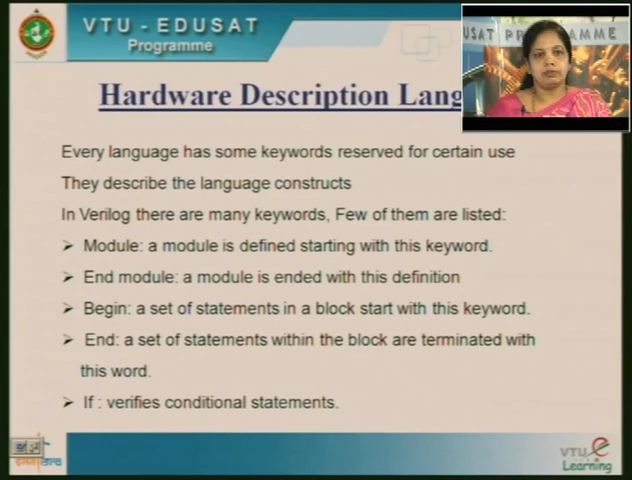 VTU - EDUSAT
Programme
USAT PROGRAMME
Hardware Description Lang
Every language has some keywords reserved for certain use
They describe the language constructs
In Verilog there are many keywords, Few of them are listed:
➢ Module: a module is defined starting with this keyword.
➢ End module: a module is ended with this definition
➢ Begin: a set of statements in a block start with this keyword.
➢ End: a set of statements within the block are terminated with
this word.
➢ If : verifies conditional statements.
VTU e
Learning